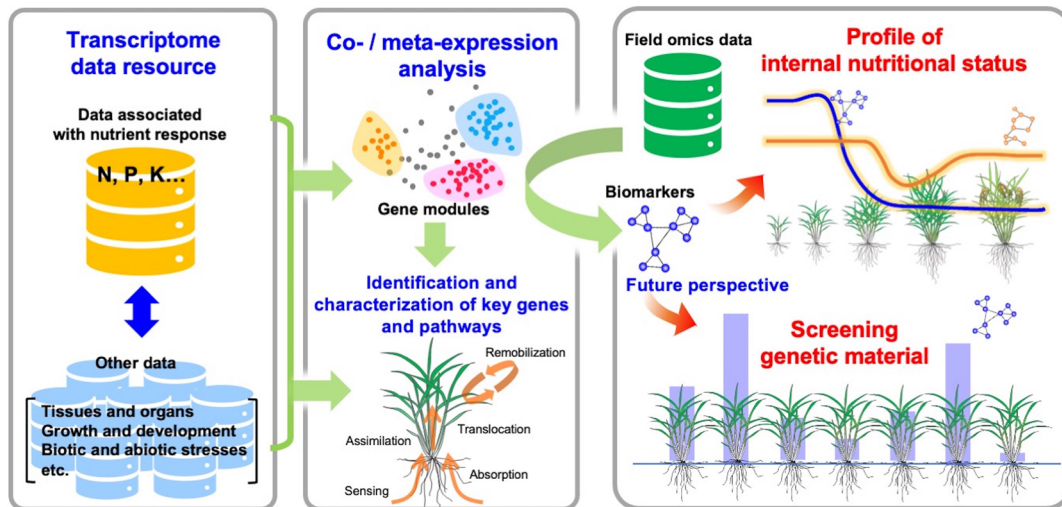 Transcriptome
data resource
Data associated
with nutrient response
N, P, K...
Other data
Tissues and organs
Growth and development
Biotic and abiotic stresses
etc.
Co- / meta-expression
analysis
Gene modules
Identification and
characterization of key genes
and pathways
Remobilization
Translocation
Assimilation
Absorption
Sensing
Field omics data
Profile of
internal nutritional status
Biomarkers
Future perspective
Screening
genetic material